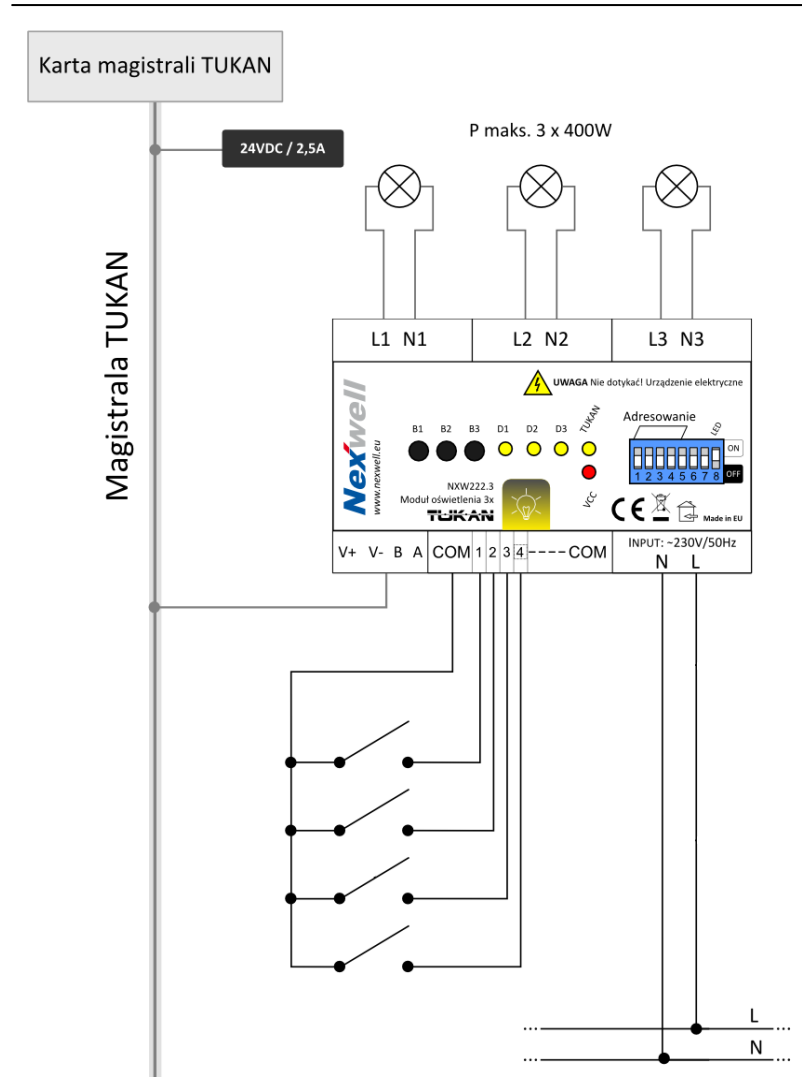 Karta magistrali TUKAN
24VDC / 2,5A
P maks. 3 x 400W
Magistrala TUKAN
L1 N1
L2 N2
L3 N3
UWAGA Nie dotykać! Urządzenie elektryczne
Nexwell
www.nexwell.eu
B1 B2 B3 D1 D2 D3 TUKAN
VCC
Adresowanie
LED
ON
OFF
1 2 3 4 5 6 7 8
NXW222.3
Moduł oświetlenia 3x
TUKAN
CE
Made in EU
V+ V- B A COM 1 2 3 4 ---- COM
INPUT: ~230V/50Hz
N L
... L ...
... N ...